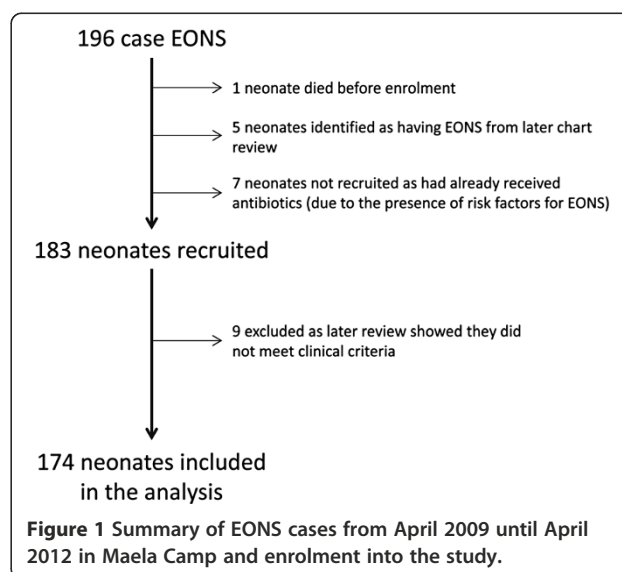 196 case EONS
1 neonate died before enrolment
5 neonates identified as having EONS from later chart
review
7 neonates not recruited as had already received
antibiotics (due to the presence of risk factors for EONS)
183 neonates recruited
9 excluded as later review showed they did
not meet clinical criteria
174 neonates included
in the analysis
Figure 1 Summary of EONS cases from April 2009 until April
2012 in Maela Camp and enrolment into the study.